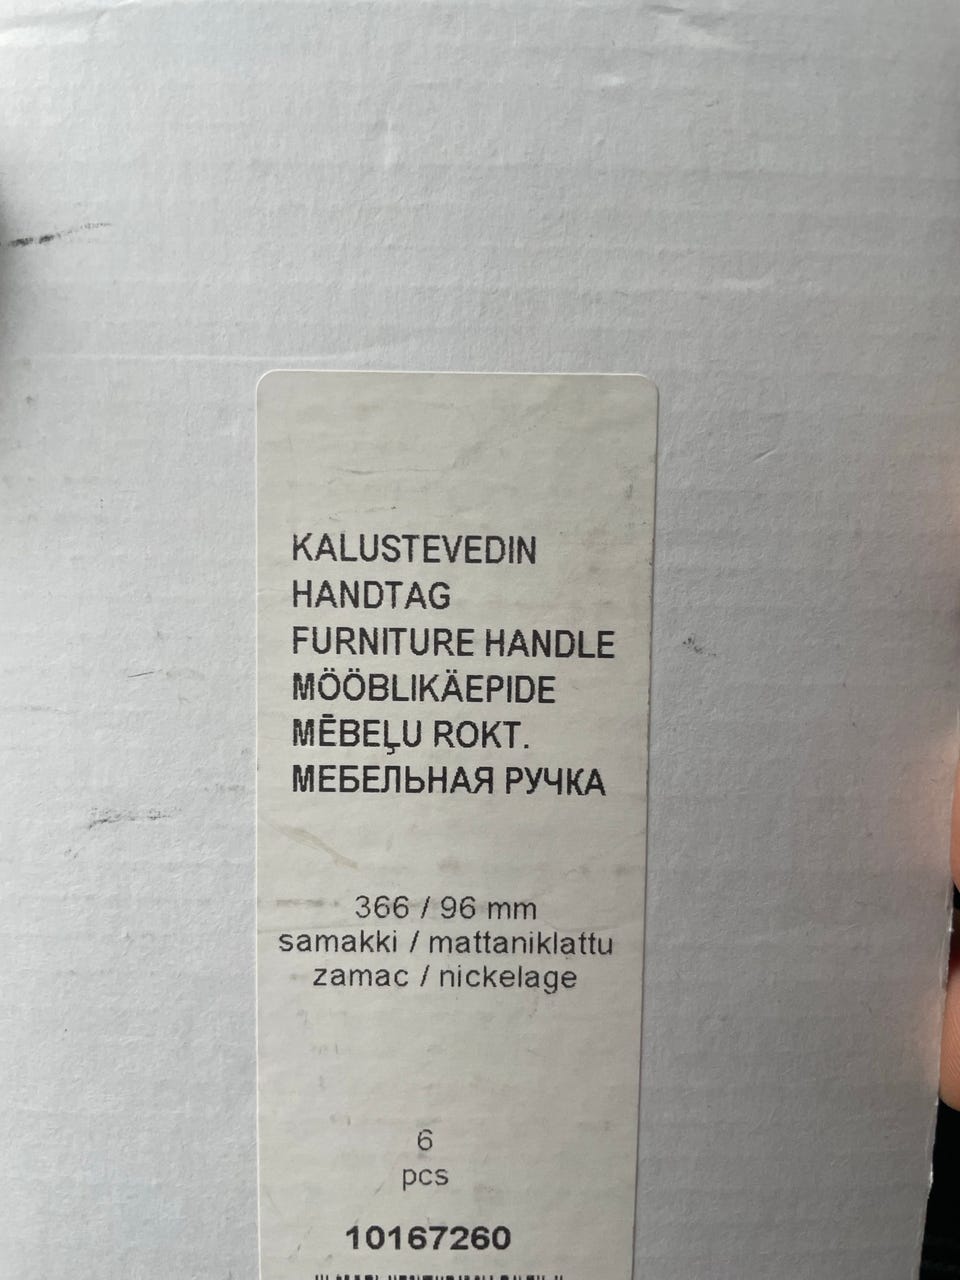 KALUSTEVEDIN
HANDTAG
FURNITURE HANDLE
MÖÖBLIKÄEPIDE
MĒBEĻU ROKT.
МЕБЕЛЬНАЯ РУЧКА
366 / 96 mm
samakki / mattaniklattu
zamac / nickelage
6
pcs
10167260